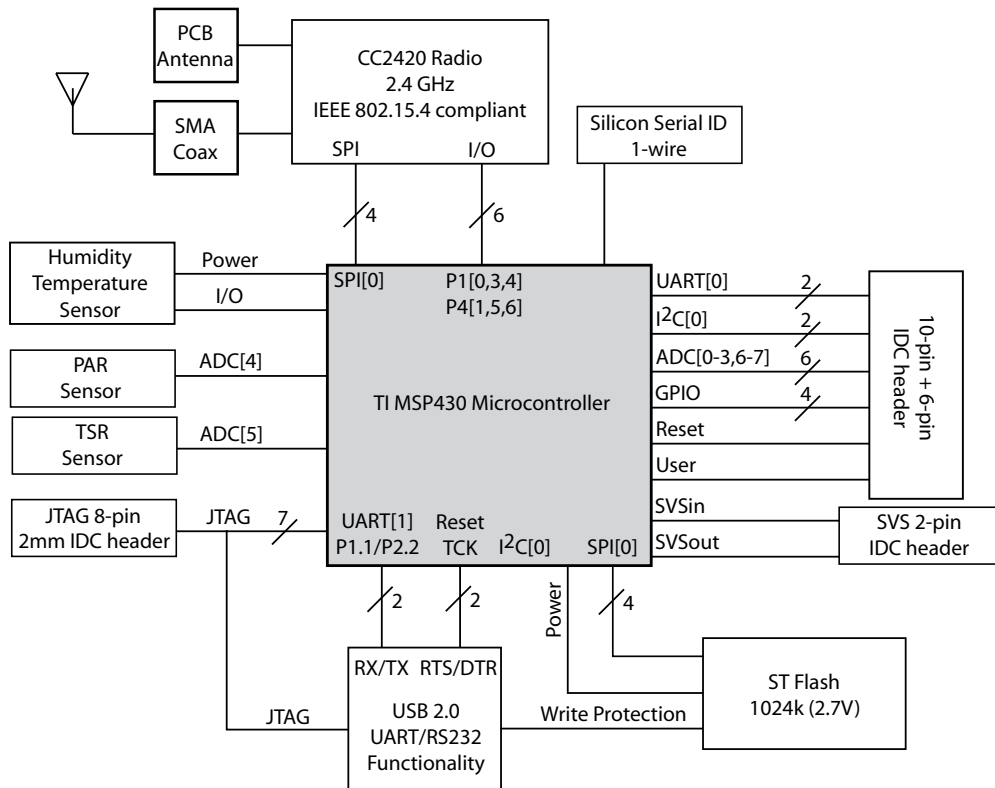 PCB
Antenna
CC2420 Radio
2.4 GHz
IEEE 802.15.4 compliant
SPI
I/O
SMA
Coax
Silicon Serial ID
1-wire
4
6
Humidity
Temperature
Sensor
Power
I/O
SPI[0]
P1[0,3,4]
P4[1,5,6]
UART[0]
2
I²C[0]
2
ADC[0-3,6-7]
6
GPIO
4
Reset
User
10-pin + 6-pin
IDC header
PAR
Sensor
ADC[4]
TI MSP430 Microcontroller
TSR
Sensor
ADC[5]
JTAG 8-pin
2mm IDC header
JTAG
7
UART[1]
P1.1/P2.2
Reset
TCK
I²C[0]
SPI[0]
SVSin
SVSout
SVS 2-pin
IDC header
2
2
Power
4
RX/TX
RTS/DTR
USB 2.0
UART/RS232
Functionality
JTAG
Write Protection
ST Flash
1024k (2.7V)